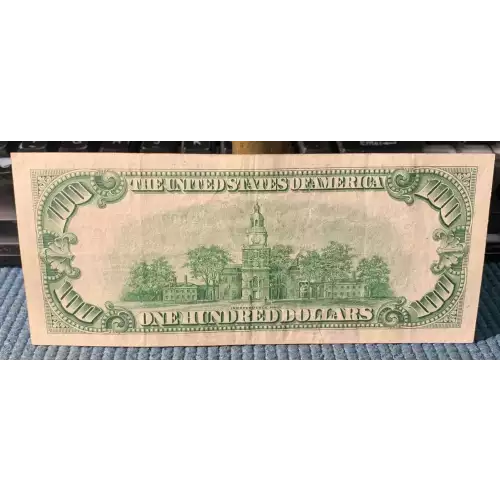 THE UNITED STATES OF AMERICA
100 100
100 100
ONE HUNDRED DOLLARS